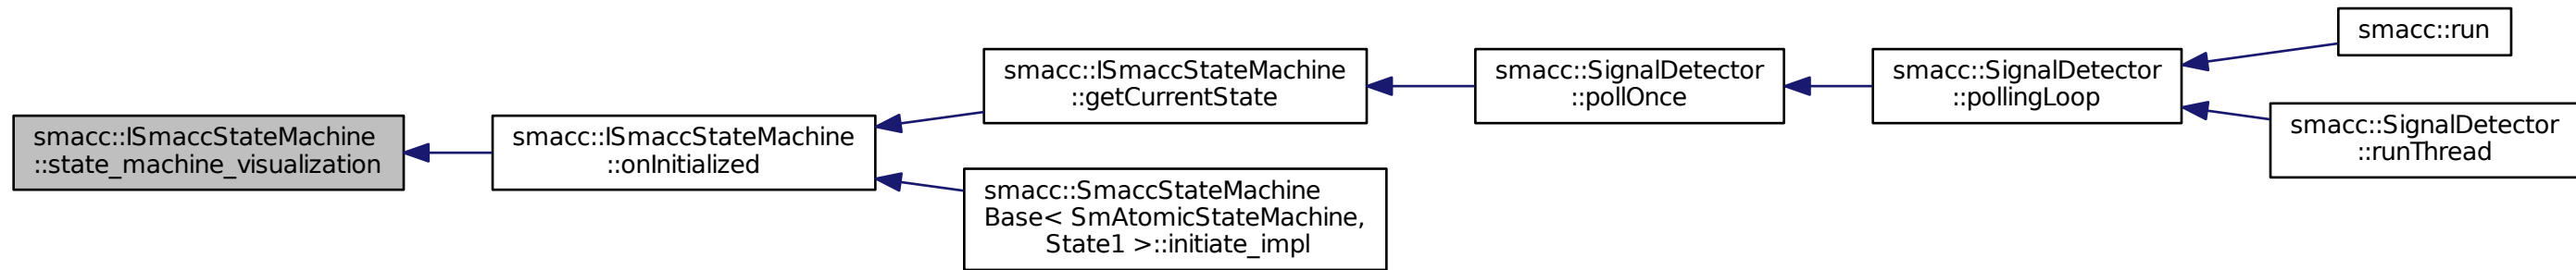 smacc::ISmaccStateMachine
::state_machine_visualization
smacc::ISmaccStateMachine
::onInitialized
smacc::ISmaccStateMachine
::getCurrentState
smacc::SmaccStateMachine
Base< SmAtomicStateMachine,
State1 >::initiate_impl
smacc::SignalDetector
::pollOnce
smacc::SignalDetector
::pollingLoop
smacc::run
smacc::SignalDetector
::runThread